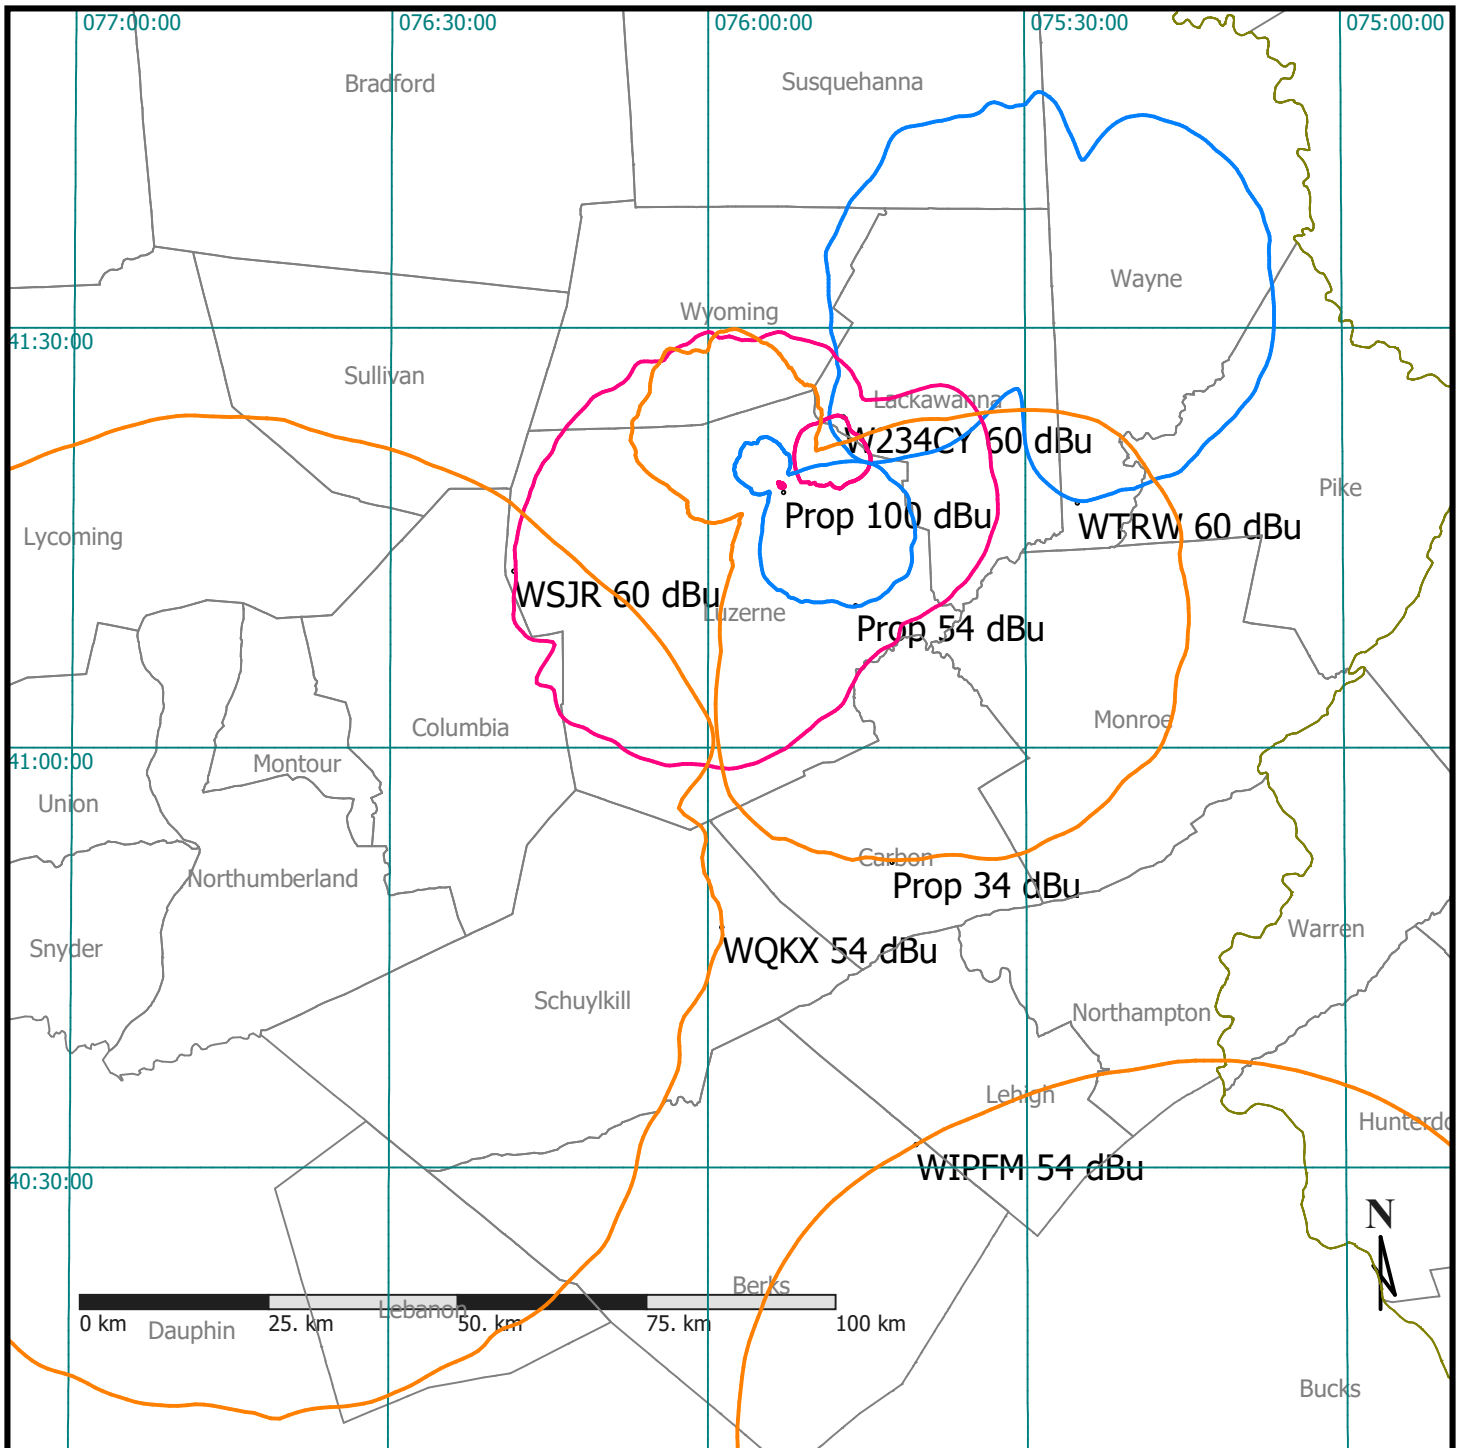 077:00:00
076:30:00
076:00:00
075:30:00
075:00:00
Bradford
Susquehanna
Wayne
Wyoming
41:30:00
Sullivan
Lackawanna
W234CY 60 dBu
Pike
Prop 100 dBu
WTRW 60 dBu
Lycoming
WSJR 60 dBu
Luzerne
Prop 54 dBu
Monroe
Columbia
41:00:00
Montour
Union
Carbon
Northumberland
Prop 34 dBu
Warren
Snyder
WQKX 54 dBu
Schuylkill
Northampton
Lehigh
Hunterdo
WIPFM 54 dBu
40:30:00
N
Berks
Lebanon
0 km
25. km
50. km
75. km
100 km
Dauphin
Bucks